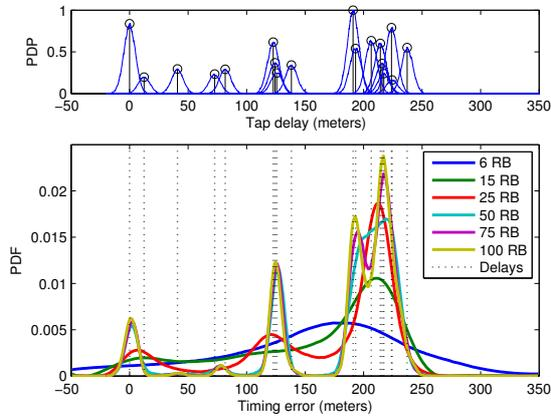 1
0.5
0
PDP
−50 0 50 100 150 200 250 300 350
Tap delay (meters)
0.02
0.015
0.01
0.005
0
PDF
6 RB
15 RB
25 RB
50 RB
75 RB
100 RB
Delays
−50 0 50 100 150 200 250 300 350
Timing error (meters)